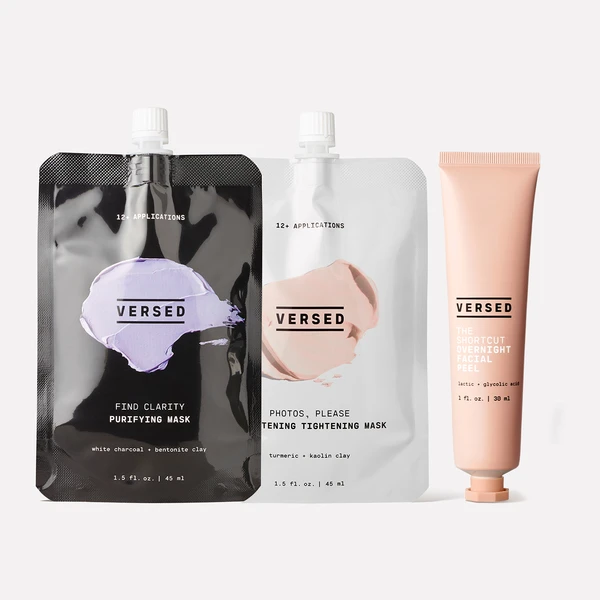 12+ APPLICATIONS
VERSED
FIND CLARITY
PURIFYING MASK
white charcoal + bentonite clay
1.5 fl. oz. | 45 ml
12+ APPLICATIONS
VERSED
PHOTOS, PLEASE
TENING TIGHTENING MASK
turmeric + kaolin clay
1.5 fl. oz. | 45 ml
VERSED
THE
SHORTCUT
OVERNIGHT
FACIAL
PEEL
lactic + glycolic acid
1 fl. oz. | 30 ml